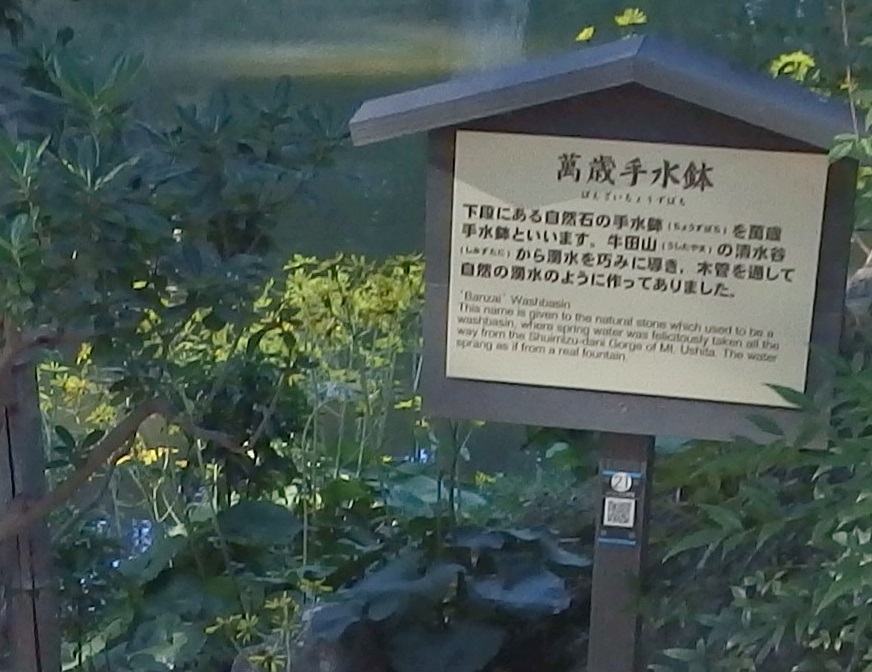 萬歳手水鉢
ばんざいちょうずばち
下段にある自然石の手水鉢(ちょうずばち)を萬歳
手水鉢といいます。牛田山(うしたやま)の清水谷
(しみずたに)から湧水を巧みに導き、木管を通して
自然の湧水のように作ってありました。
"Banzai" Washbasin
This name is given to the natural stone which used to be a
washbasin, where spring water was felicitously taken all the
way from the Shuimizu-dani Gorge of Mt. Ushita. The water
sprang as if from a real fountain.
21